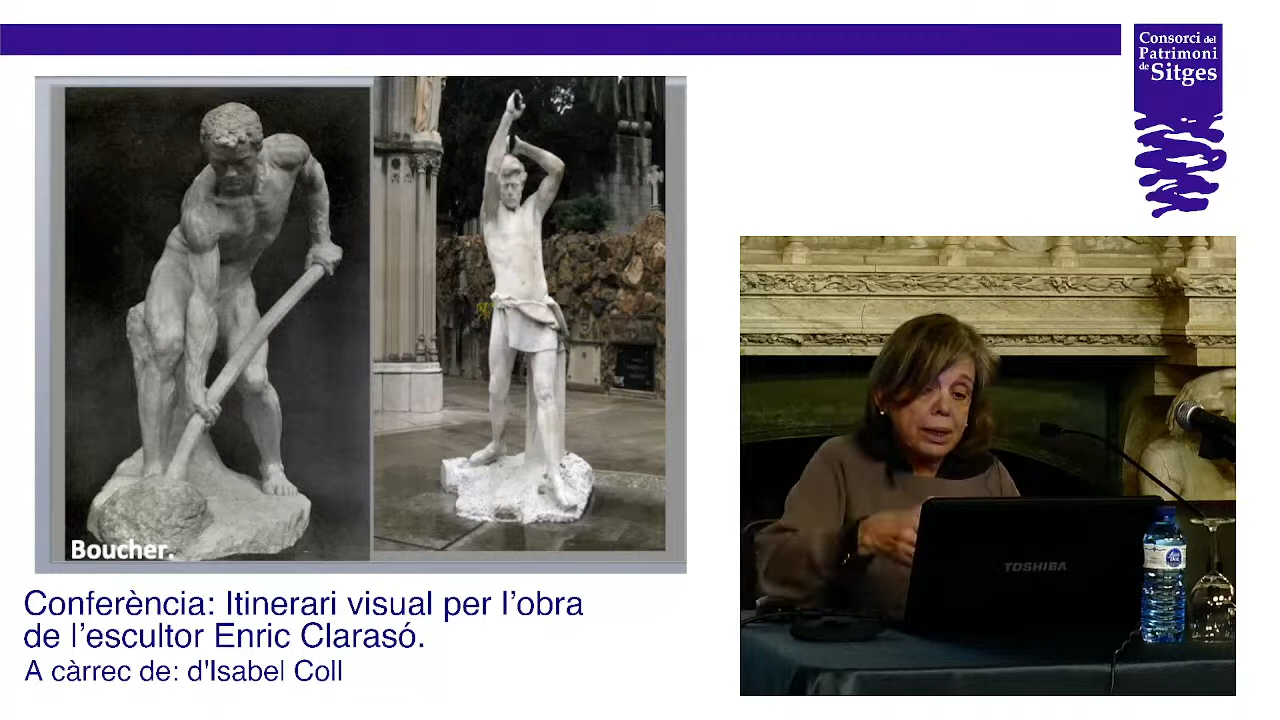 Consorci del
Patrimoni
de Sitges
Boucher.
Conferència: Itinerari visual per l'obra
de l'escultor Enric Clarasó.
A càrrec de: d'Isabel Coll
TOSHIBA